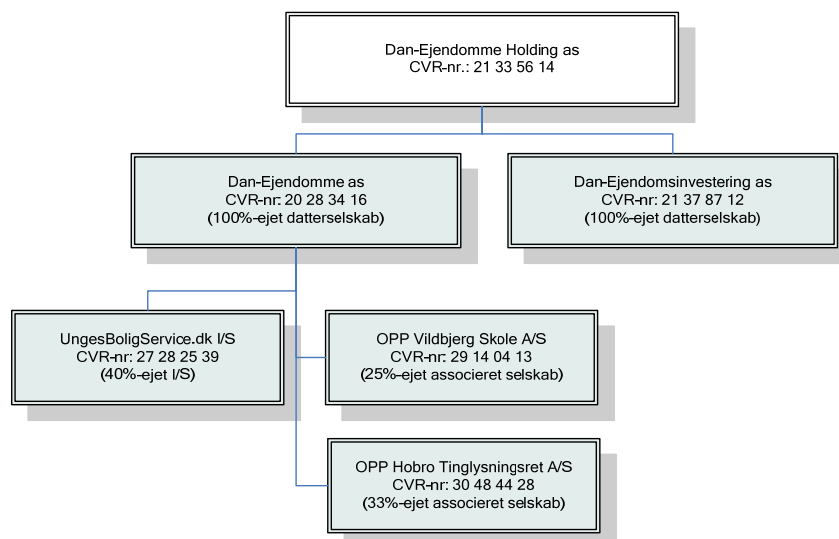 Dan-Ejendomme Holding as
CVR-nr.: 21 33 56 14
Dan-Ejendomme as
CVR-nr: 20 28 34 16
(100%-ejet datterselskab)
Dan-Ejendomsinvestering as
CVR-nr: 21 37 87 12
(100%-ejet datterselskab)
UngesBoligService.dk I/S
CVR-nr: 27 28 25 39
(40%-ejet I/S)
OPP Vildbjerg Skole A/S
CVR-nr: 29 14 04 13
(25%-ejet associeret selskab)
OPP Hobro Tinglysningsret A/S
CVR-nr: 30 48 44 28
(33%-ejet associeret selskab)